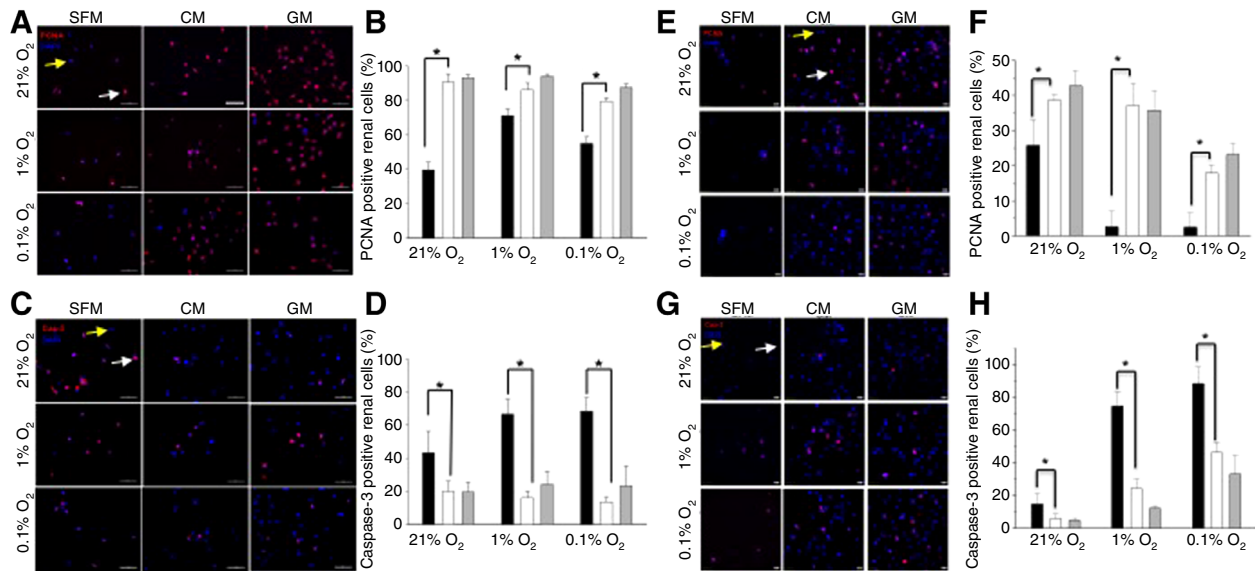 A
SFM CM GM
PCNA
21% O2
1% O2
0.1% O2
B
PCNA positive renal cells (%)
100
80
60
40
20
0
*
*
*
21% O2 1% O2 0.1% O2
C
SFM CM GM
21% O2
1% O2
0.1% O2
D
Caspase-3 positive renal cells (%)
100
80
60
40
20
0
*
*
*
21% O2 1% O2 0.1% O2
E
SFM CM GM
PCNA
21% O2
1% O2
0.1% O2
F
PCNA positive renal cells (%)
50
40
30
20
10
0
*
*
*
21% O2 1% O2 0.1% O2
G
SFM CM GM
21% O2
1% O2
0.1% O2
H
Caspase-3 positive renal cells (%)
100
80
60
40
20
0
*
*
*
21% O2 1% O2 0.1% O2